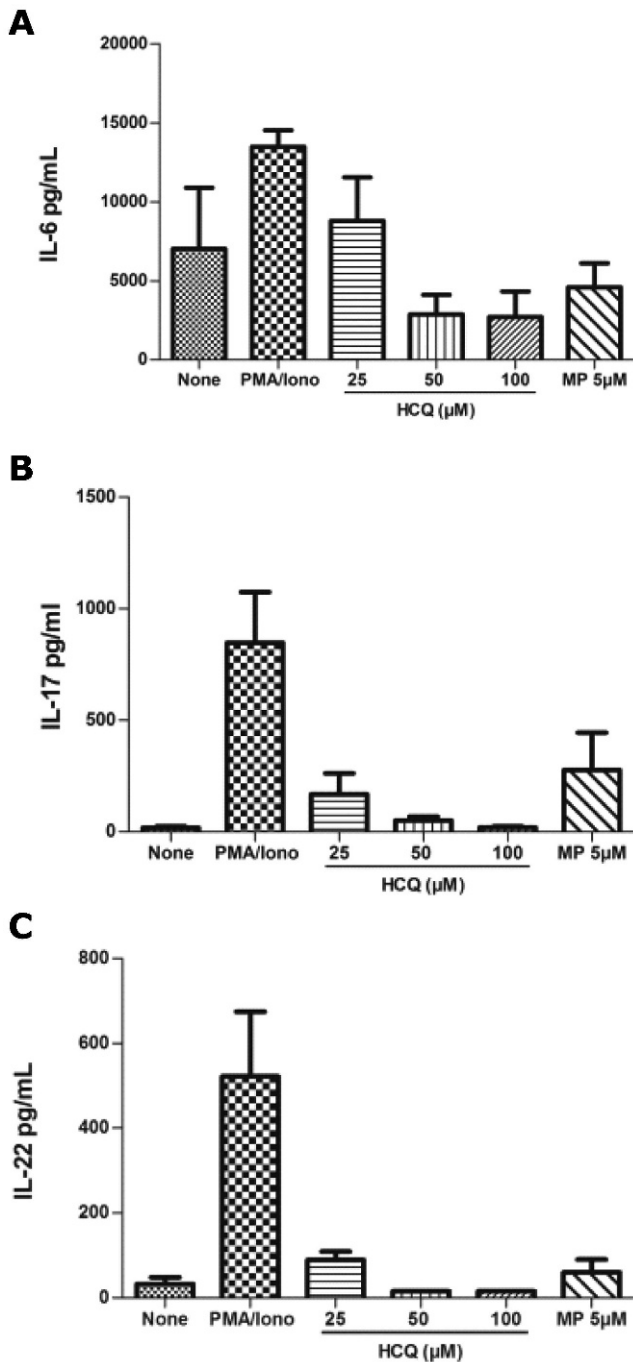 A
IL-6 pg/mL
20000
15000
10000
5000
0
None PMA/Iono 25 50 100 MP 5µM
HCQ (µM)
B
IL-17 pg/ml
1500
1000
500
0
None PMA/Iono 25 50 100 MP 5µM
HCQ (µM)
C
IL-22 pg/mL
800
600
400
200
0
None PMA/Iono 25 50 100 MP 5µM
HCQ (µM)